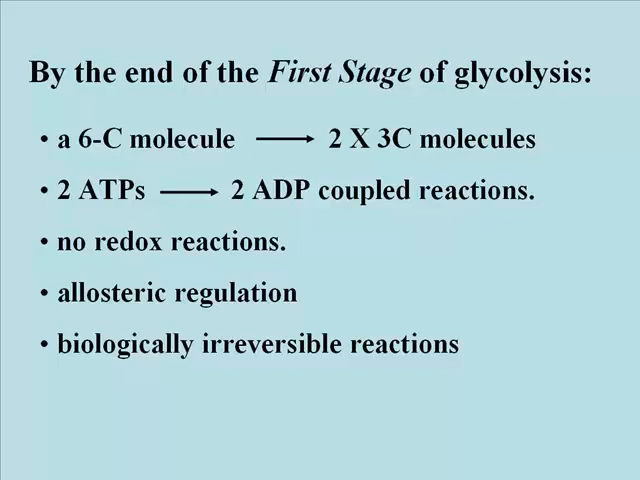 By the end of the First Stage of glycolysis:
• a 6-C molecule → 2 X 3C molecules
• 2 ATPs → 2 ADP coupled reactions.
• no redox reactions.
• allosteric regulation
• biologically irreversible reactions